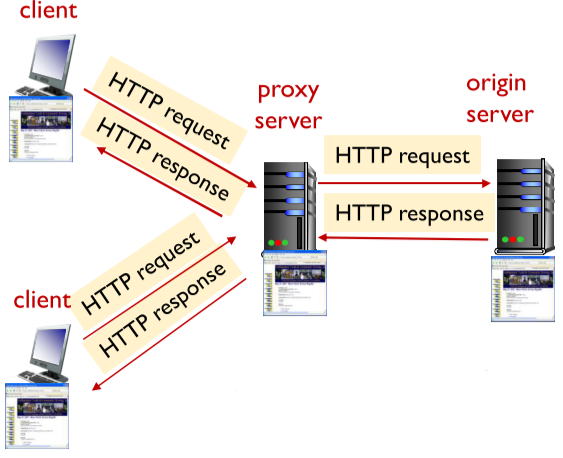 client
HTTP request
HTTP response
proxy
server
origin
server
HTTP request
HTTP response
client
HTTP request
HTTP response